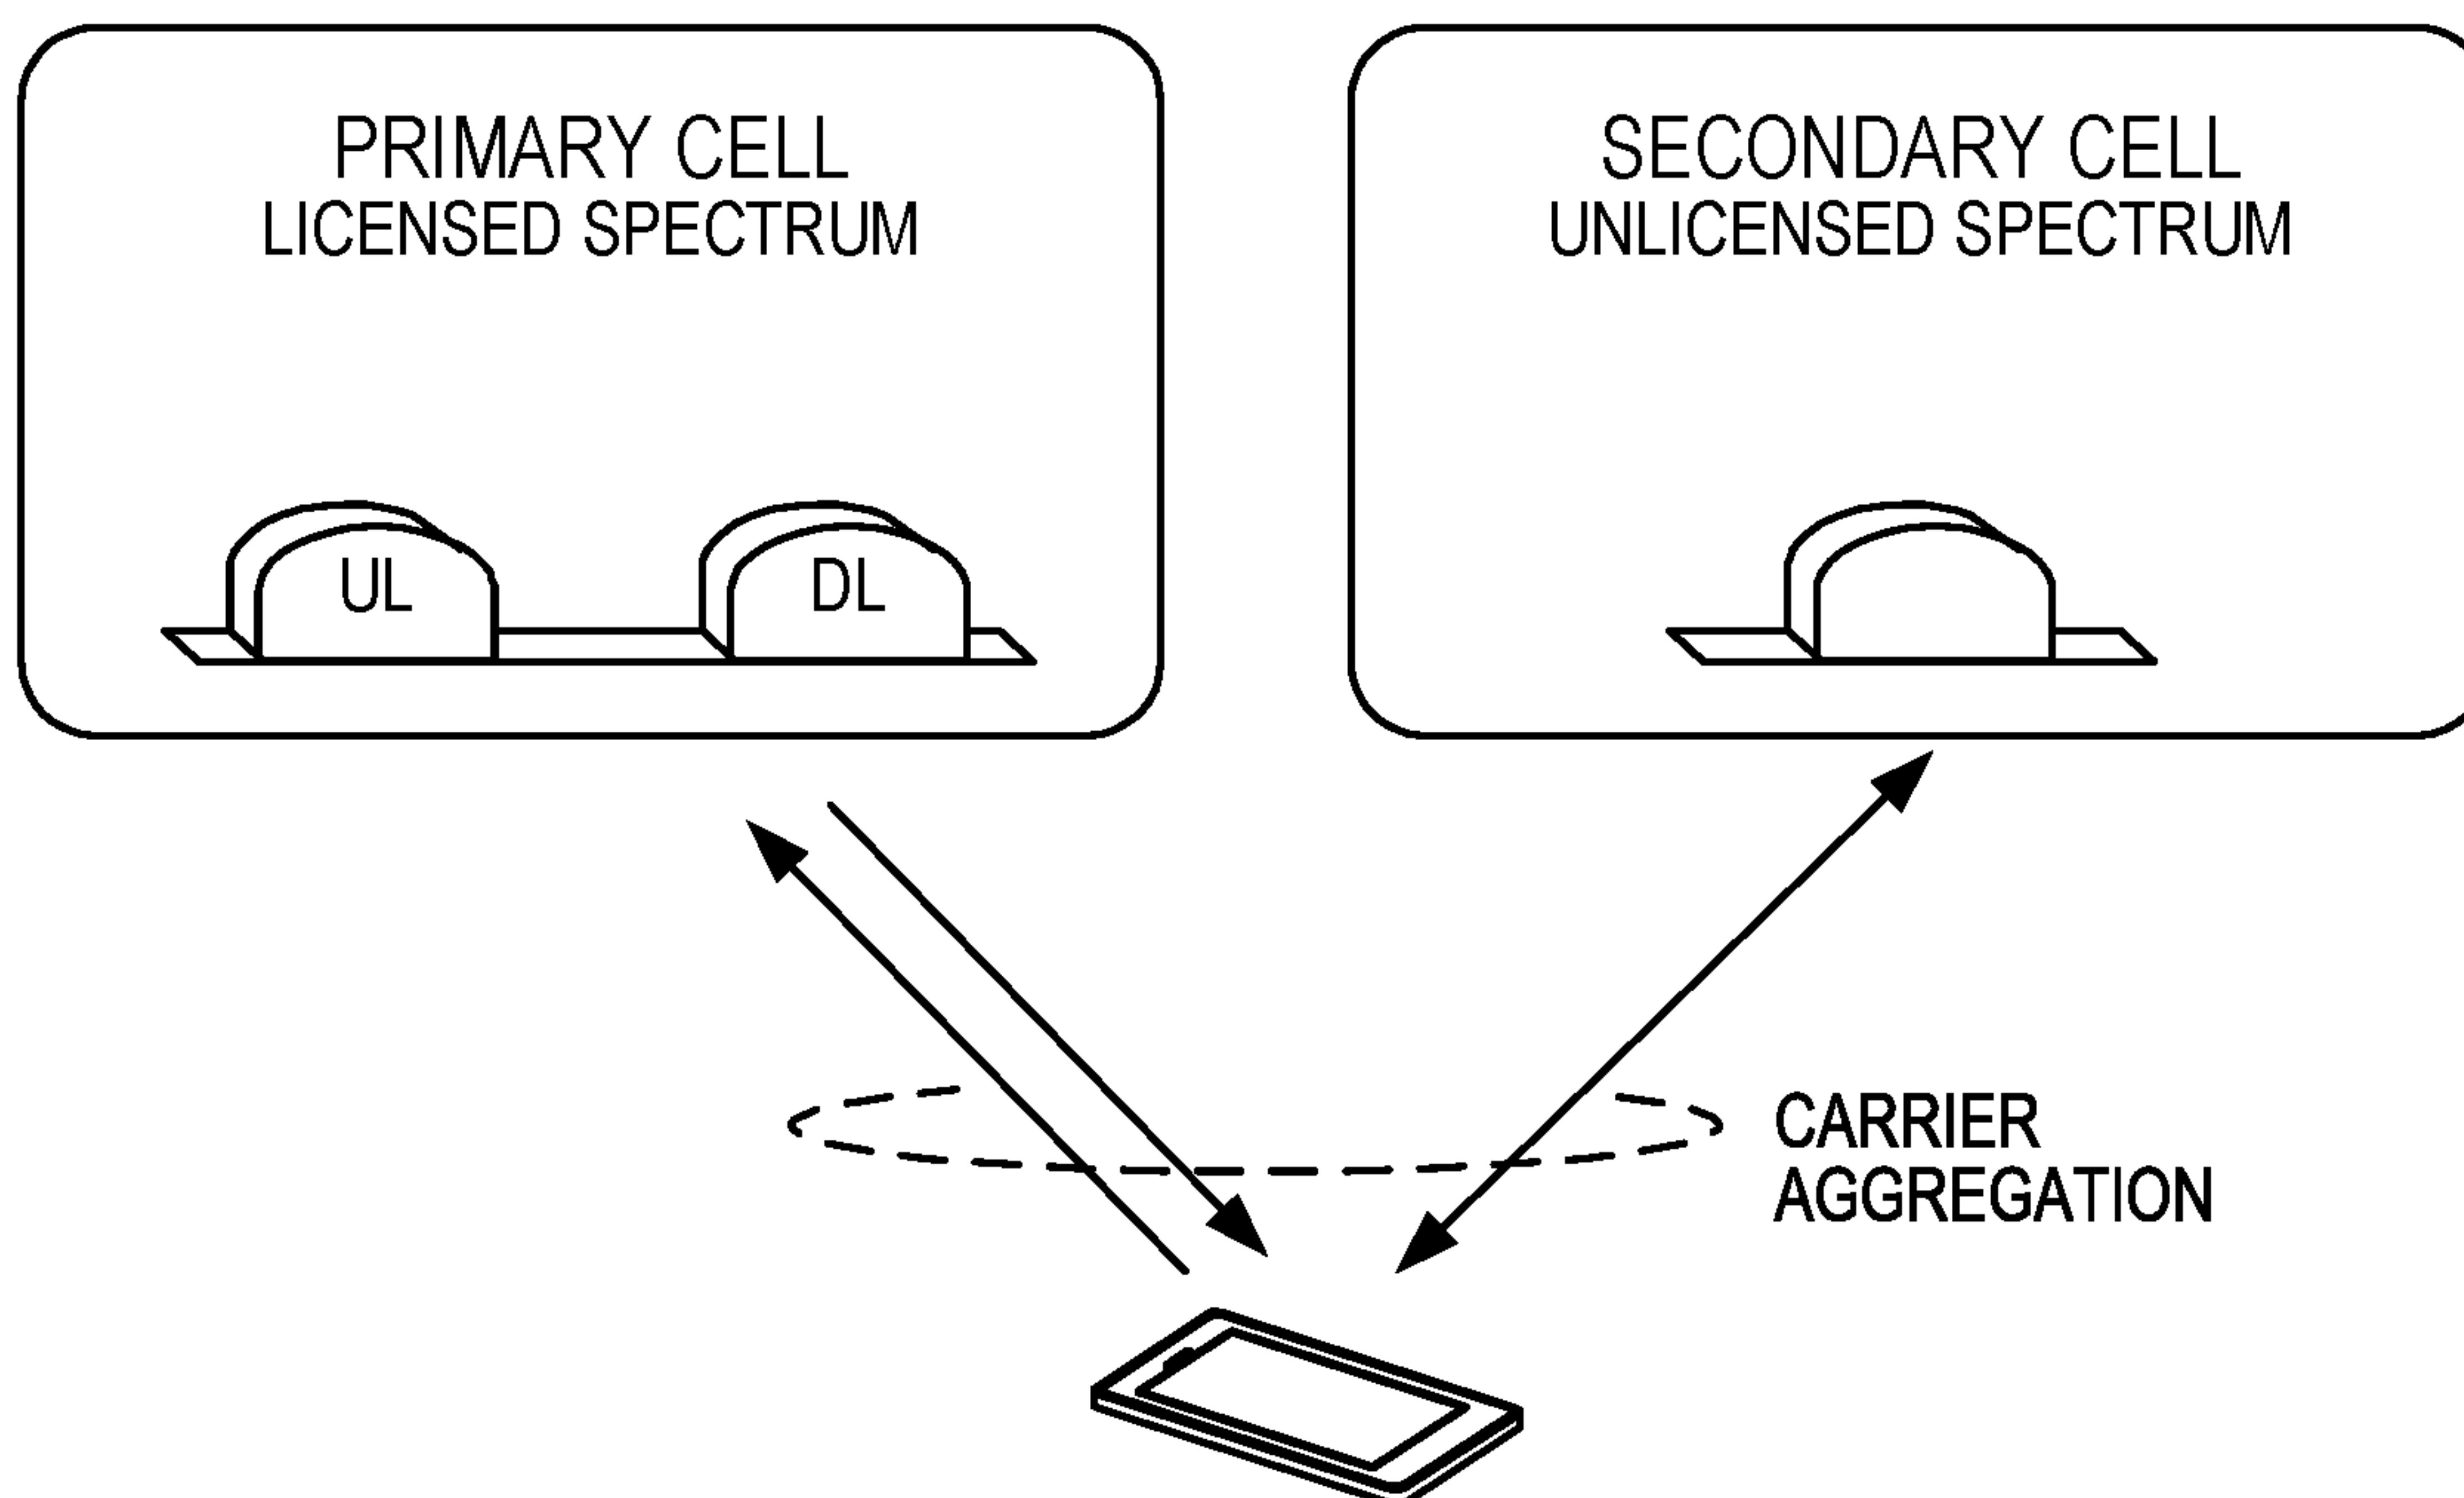 PRIMARY CELL
LICENSED SPECTRUM
UL
DL
SECONDARY CELL
UNLICENSED SPECTRUM
CARRIER
AGGREGATION